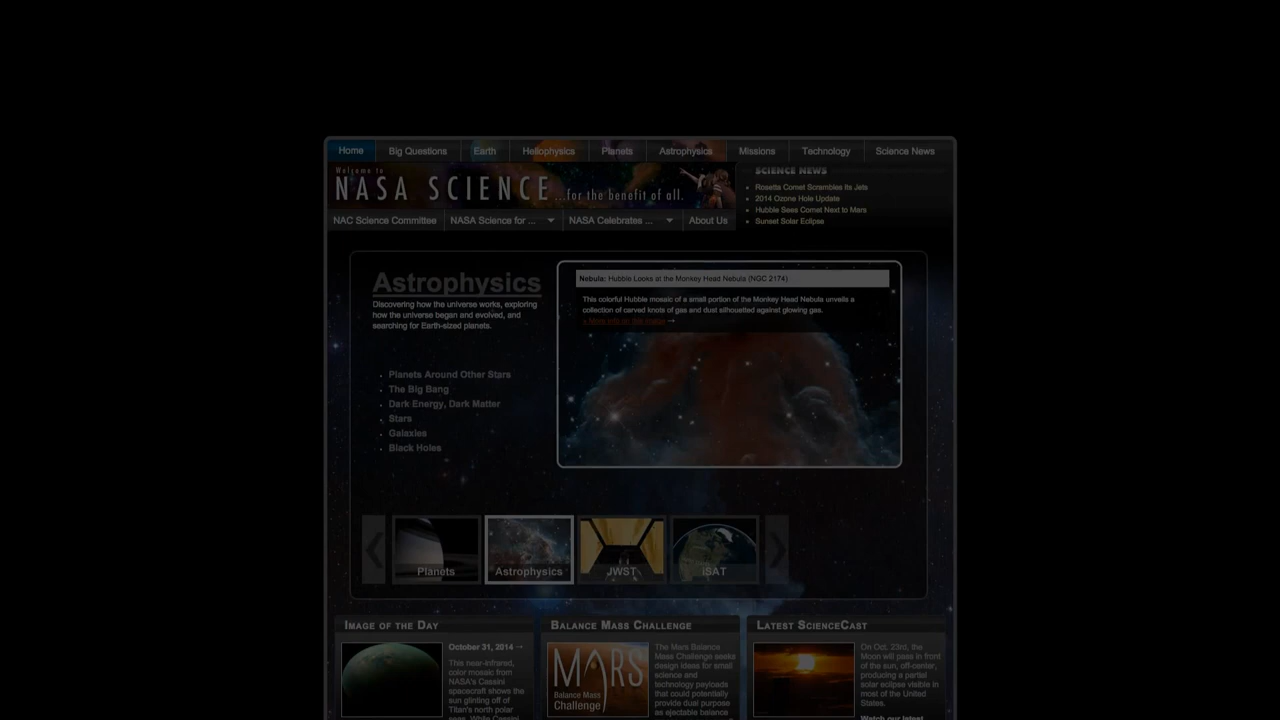 Home Big Questions Earth Heliophysics Planets Astrophysics Missions Technology Science News
Welcome to
NASA SCIENCE ...for the benefit of all.
NAC Science Committee NASA Science for ... NASA Celebrates ... About Us
SCIENCE NEWS
Rosetta Comet Scrambles its Jets
2014 Ozone Hole Update
Hubble Sees Comet Next to Mars
Sunset Solar Eclipse
Astrophysics
Discovering how the universe works, exploring
how the universe began and evolved, and
searching for Earth-sized planets.
Planets Around Other Stars
The Big Bang
Dark Energy, Dark Matter
Stars
Galaxies
Black Holes
Nebula: Hubble Looks at the Monkey Head Nebula (NGC 2174)
This colorful Hubble mosaic of a small portion of the Monkey Head Nebula unveils a
collection of carved knots of gas and dust silhouetted against glowing gas.
» More info on this image →
Planets Astrophysics JWST iSAT
IMAGE OF THE DAY
October 31, 2014 →
This near-infrared,
color mosaic from
NASA's Cassini
spacecraft shows the
sun glinting off of
Titan's north polar
seas. While Cassini
BALANCE MASS CHALLENGE
MARS
Balance Mass
Challenge
The Mars Balance
Mass Challenge seeks
design ideas for small
science and
technology payloads
that could potentially
provide dual purpose
as ejectable balance
LATEST SCIENCECAST
On Oct. 23rd, the
Moon will pass in front
of the sun, off-center,
producing a partial
solar eclipse visible in
most of the United
States.
Watch our latest